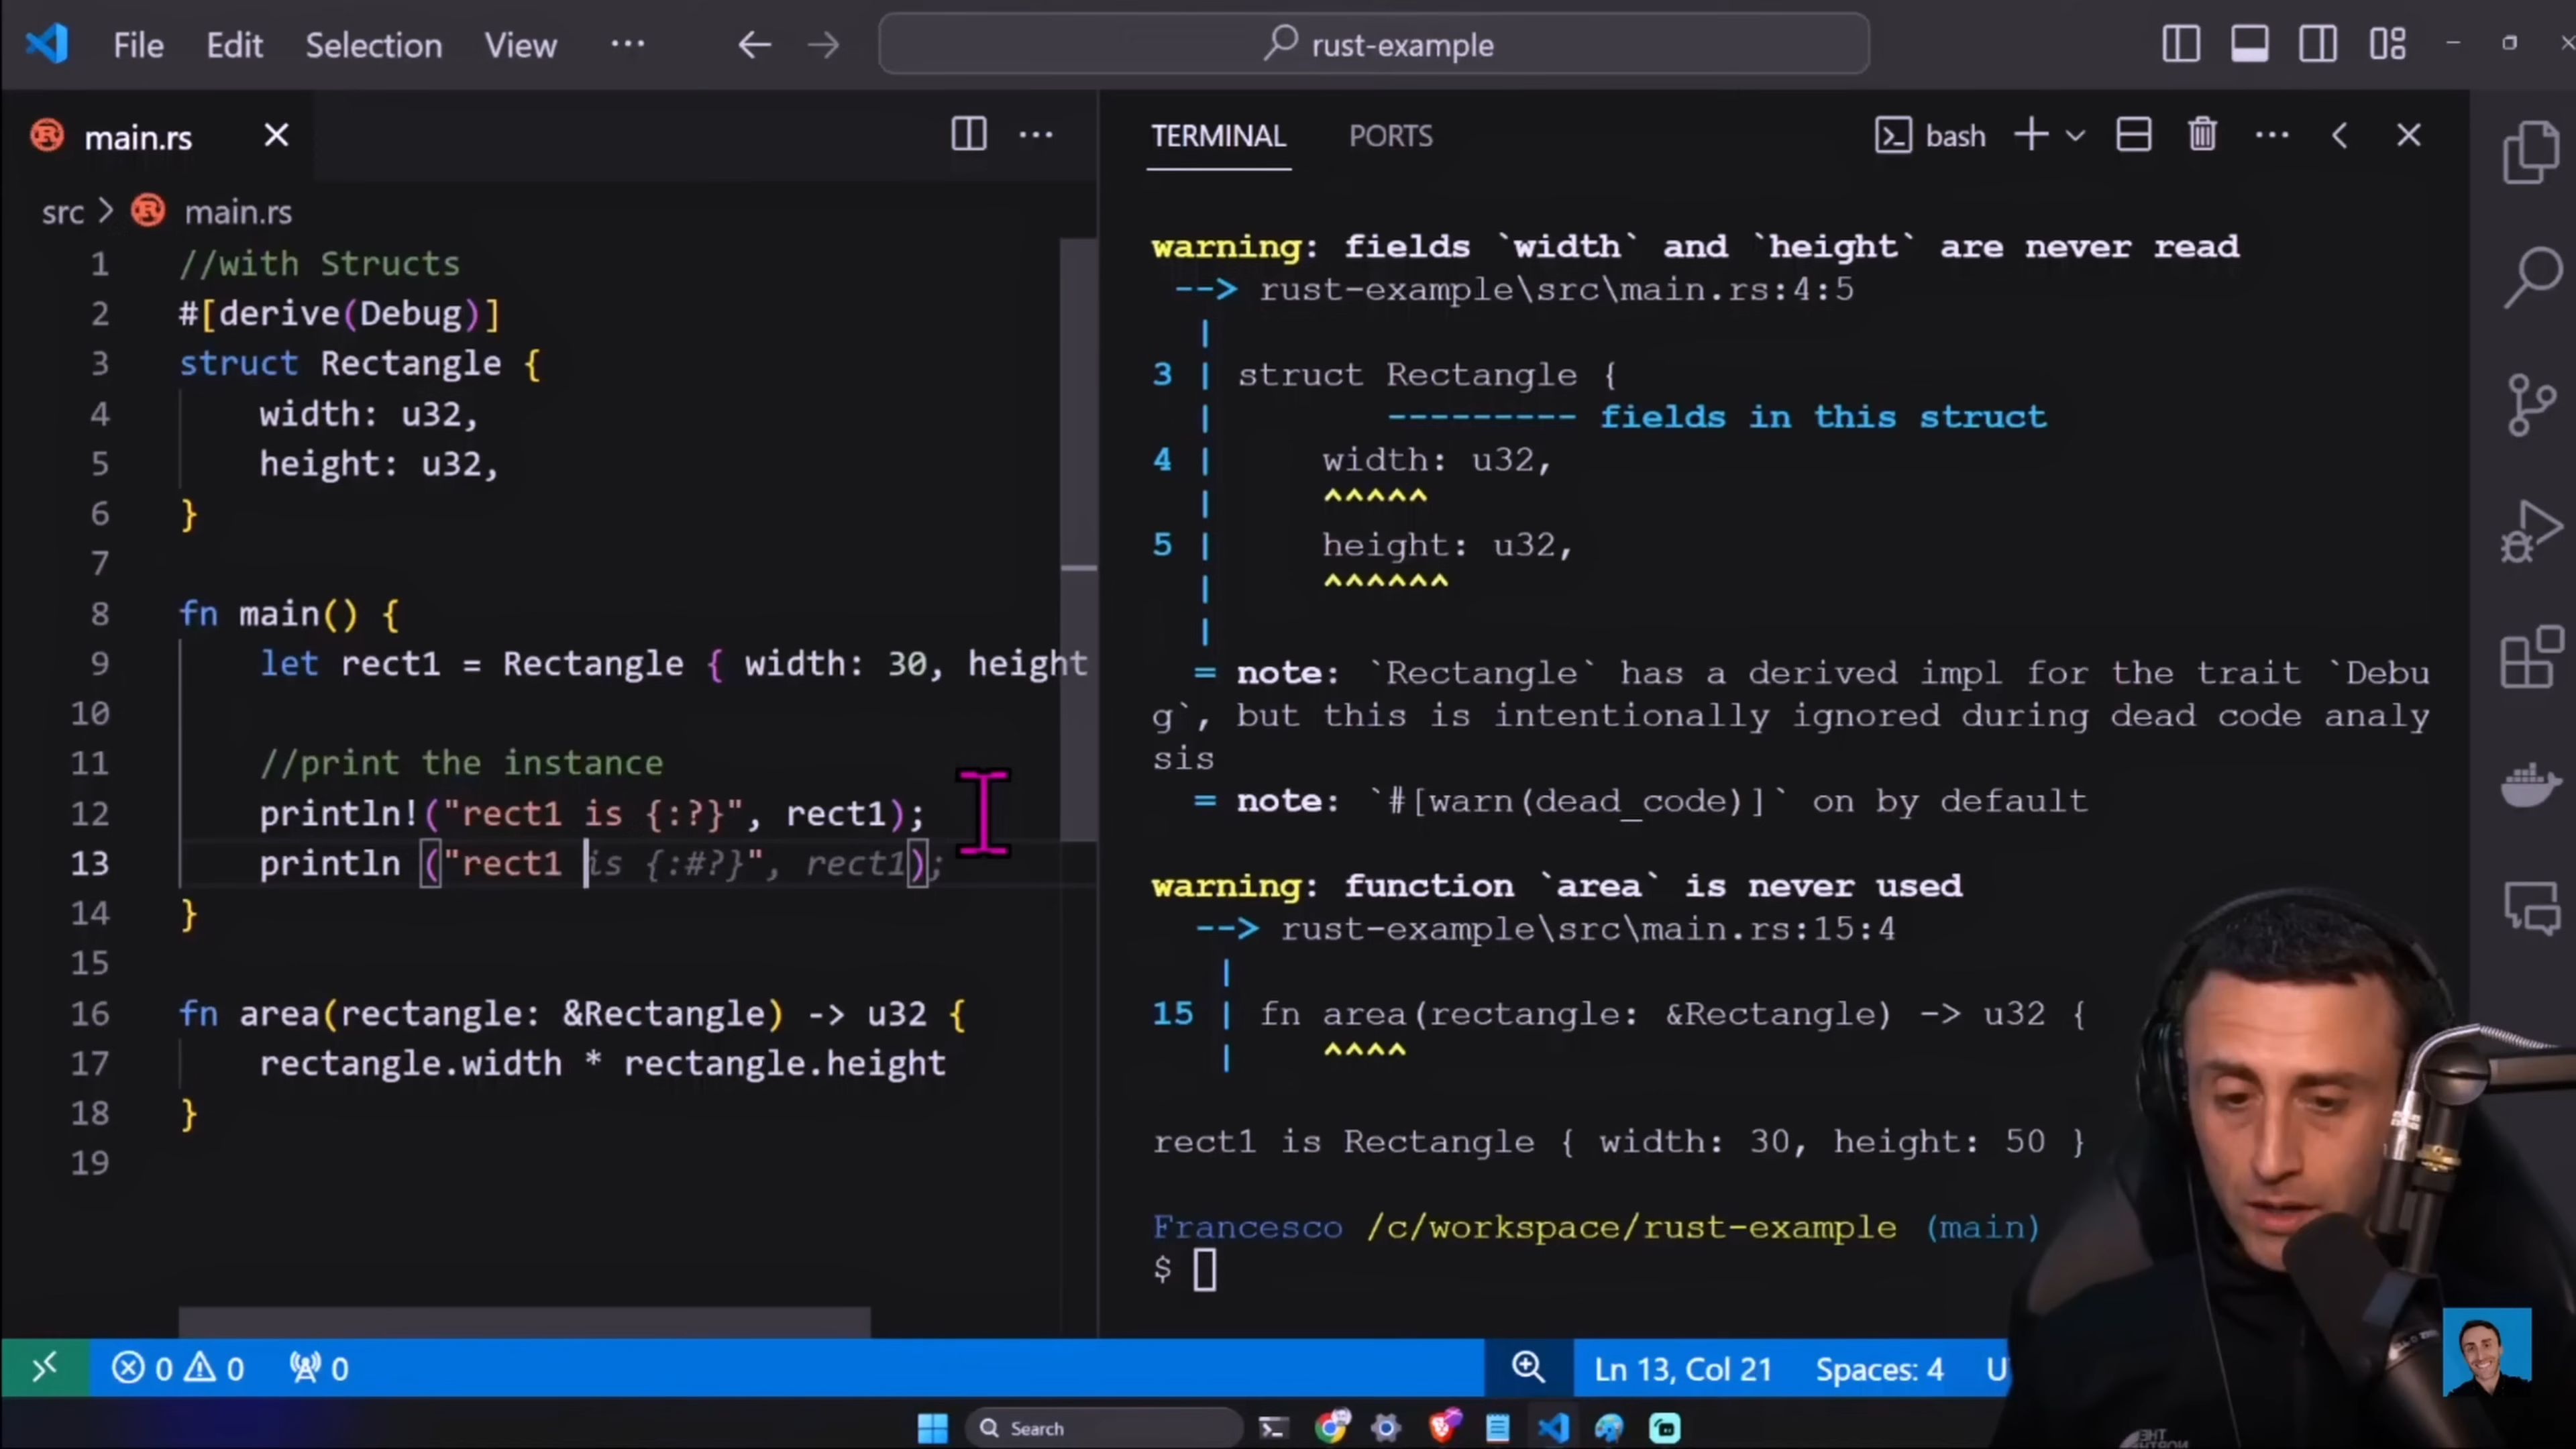 File Edit Selection View ··· rust-example
main.rs
src > main.rs
1 //with Structs
2 #[derive(Debug)]
3 struct Rectangle {
4 width: u32,
5 height: u32,
6 }
7
8 fn main() {
9 let rect1 = Rectangle { width: 30, height
10
11 //print the instance
12 println!("rect1 is {:?}", rect1);
13 println ("rect1 is {:#?}", rect1);
14 }
15
16 fn area(rectangle: &Rectangle) -> u32 {
17 rectangle.width * rectangle.height
18 }
19
TERMINAL PORTS bash
warning: fields `width` and `height` are never read
--> rust-example\src\main.rs:4:5
|
3 | struct Rectangle {
| --------- fields in this struct
4 | width: u32,
| ^^^^^
5 | height: u32,
| ^^^^^^
|
= note: `Rectangle` has a derived impl for the trait `Debu
g`, but this is intentionally ignored during dead code analy
sis
= note: `#[warn(dead_code)]` on by default
warning: function `area` is never used
--> rust-example\src\main.rs:15:4
|
15 | fn area(rectangle: &Rectangle) -> u32 {
| ^^^^
rect1 is Rectangle { width: 30, height: 50 }
Francesco /c/workspace/rust-example (main)
$
0 0 0 Ln 13, Col 21 Spaces: 4 U
Search